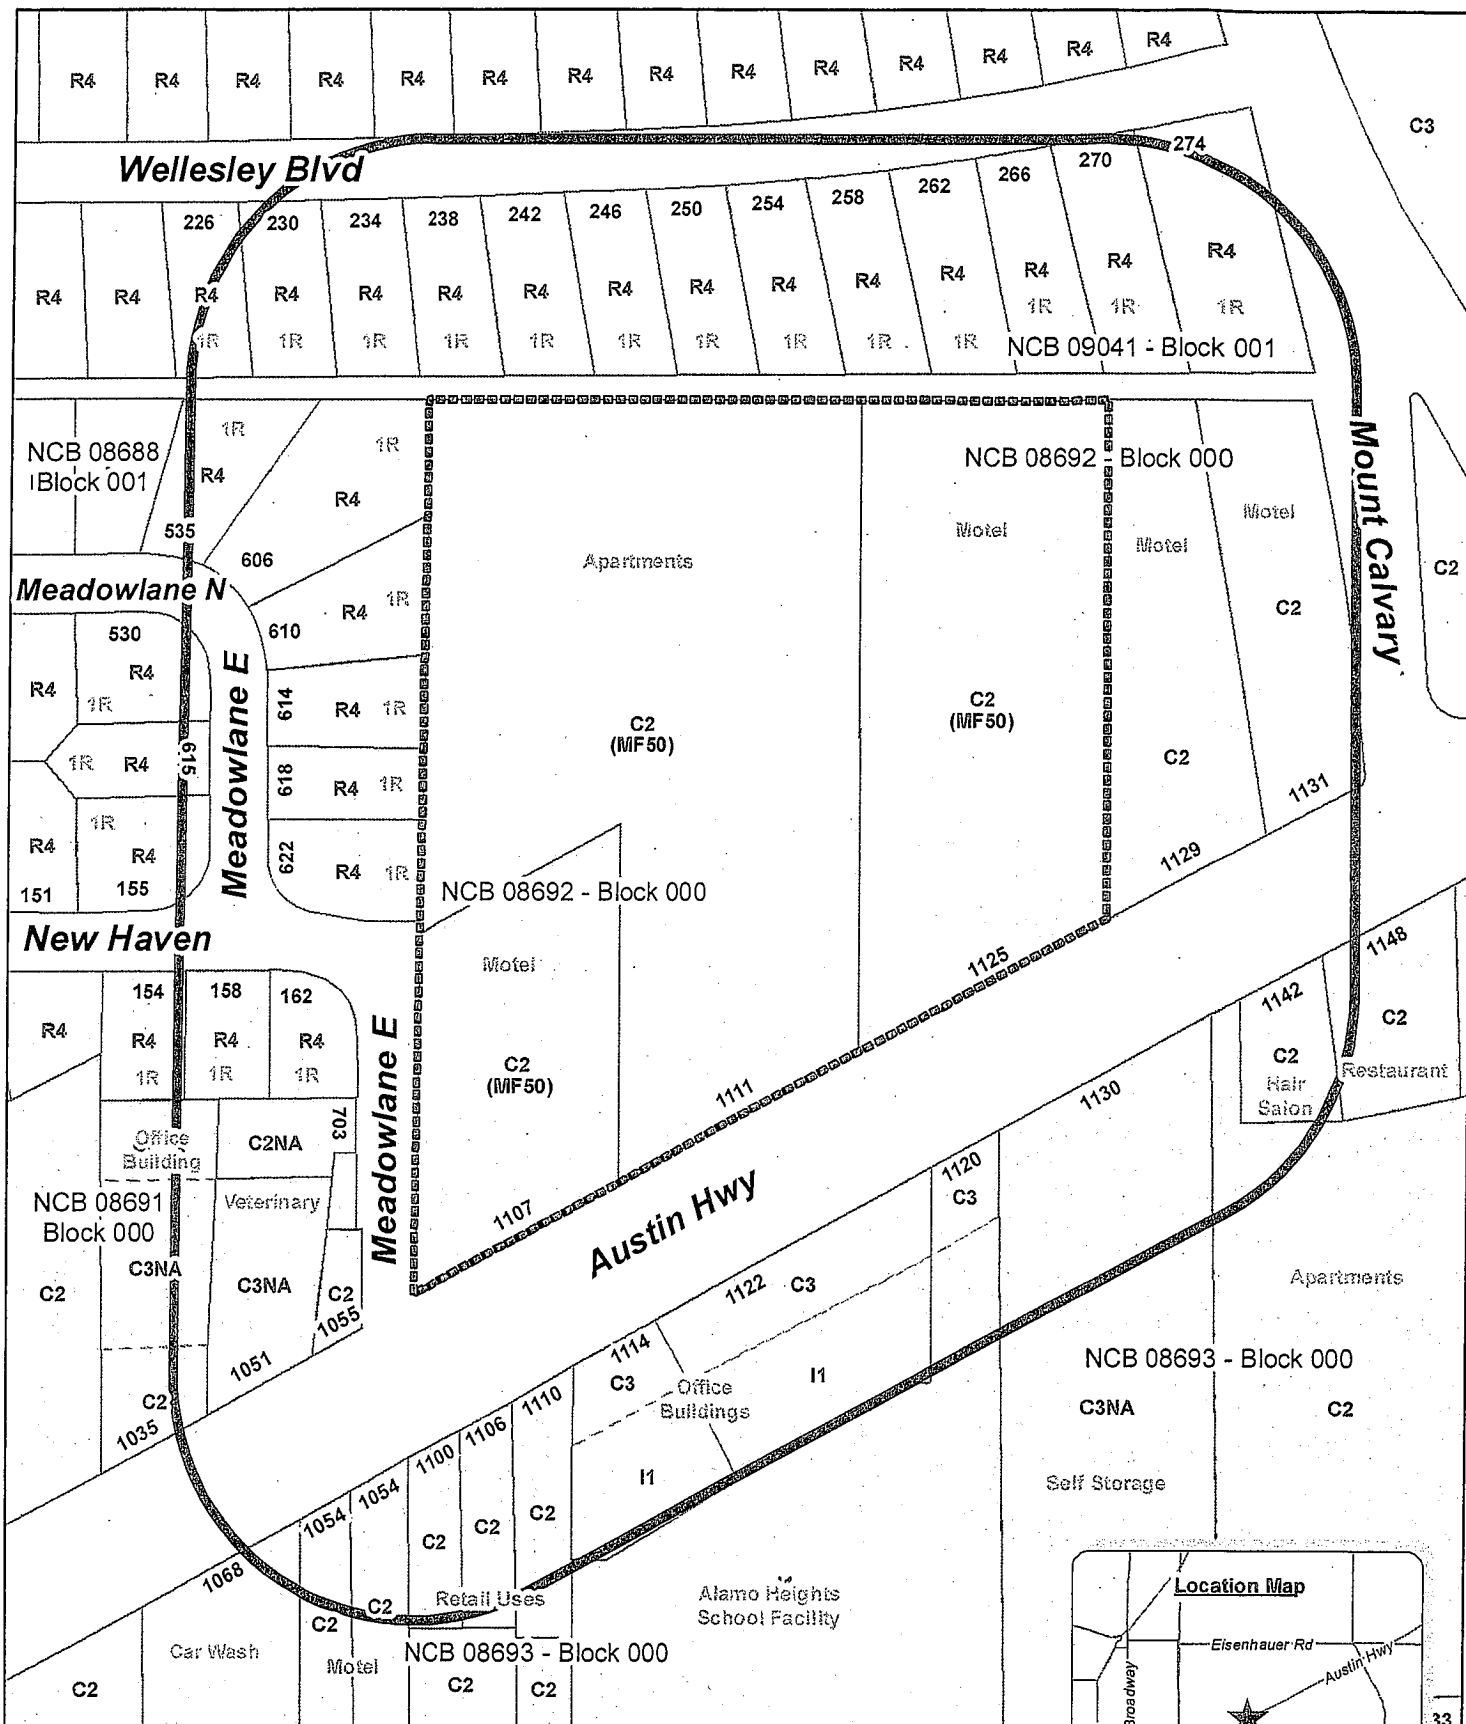 R4 R4 R4 R4 R4 R4 R4 R4 R4 R4 R4 R4 R4 R4
C3
Wellesley Blvd
274
226 230 234 238 242 246 250 254 258 262 266 270
R4 R4 R4 R4 R4 R4 R4 R4 R4 R4 R4 R4 R4 R4 R4
1R 1R 1R 1R 1R 1R 1R 1R 1R 1R 1R 1R 1R
NCB 09041 - Block 001
NCB 08688
Block 001
1R
R4
535
1R
R4
606
NCB 08692 - Block 000
Mount Calvary
Apartments
Motel
Motel
Motel
C2
C2
Meadowlane N
530
R4
R4
1R
610
R4 1R
Meadowlane E
614
R4 1R
C2
(MF50)
C2
(MF50)
C2
1R R4
615
618
R4 1R
1131
1R
R4
R4
151
155
622
R4 1R
NCB 08692 - Block 000
1129
New Haven
Motel
1125
1148
154 158 162
R4 R4 R4 R4
1R 1R 1R
Meadowlane E
C2
(MF50)
1111
1142
C2
C2
Hair
Salon
Restaurant
1130
703
Office
Building
C2NA
NCB 08691
Block 000
Veterinary
1107
Austin Hwy
1120
C3
C2
C3NA
C3NA
C2
1055
1122
C3
Apartments
1051
1114
C3
Office
Buildings
I1
NCB 08693 - Block 000
C2
1035
1110
C3NA
C2
1106
1100
1054
1054
I1
Self Storage
C2
C2
C2
1068
C2
C2
Retail Uses
Alamo Heights
School Facility
Car Wash
Motel
NCB 08693 - Block 000
C2
C2
C2
Location Map
Eisenhauer Rd
Austin Hwy
Broadway
33